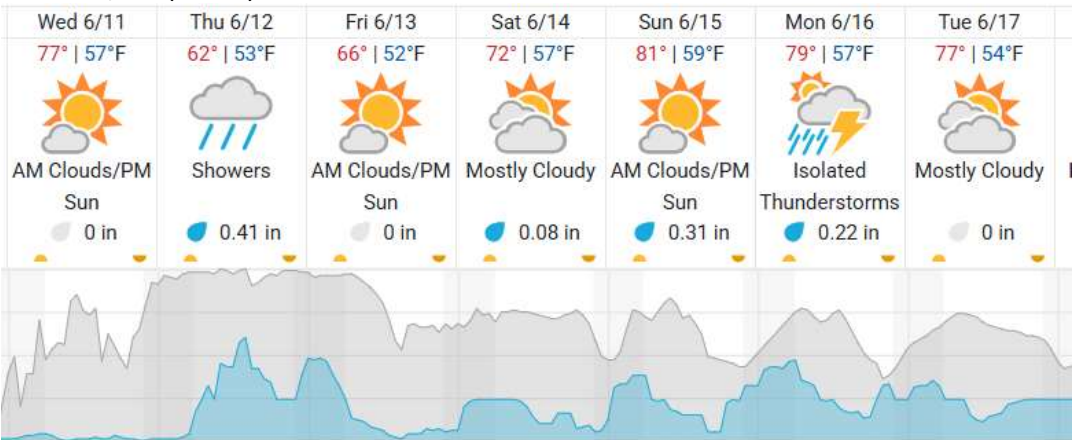 Wed 6/11 Thu 6/12 Fri 6/13 Sat 6/14 Sun 6/15 Mon 6/16 Tue 6/17
77° | 57°F 62° | 53°F 66° | 52°F 72° | 57°F 81° | 59°F 79° | 57°F 77° | 54°F
AM Clouds/PM Showers AM Clouds/PM Mostly Cloudy AM Clouds/PM Isolated Mostly Cloudy
Sun Sun Sun Thunderstorms
0 in 0.41 in 0 in 0.08 in 0.31 in 0.22 in 0 in